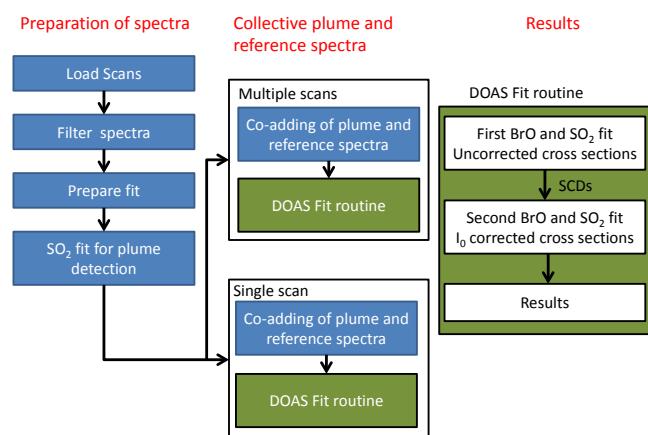 Preparation of spectra
Load Scans
Filter spectra
Prepare fit
SO₂ fit for plume
detection
Collective plume and
reference spectra
Multiple scans
Co-adding of plume and
reference spectra
DOAS Fit routine
Single scan
Co-adding of plume and
reference spectra
DOAS Fit routine
Results
DOAS Fit routine
First BrO and SO₂ fit
Uncorrected cross sections
SCDs
Second BrO and SO₂ fit
I₀ corrected cross sections
Results